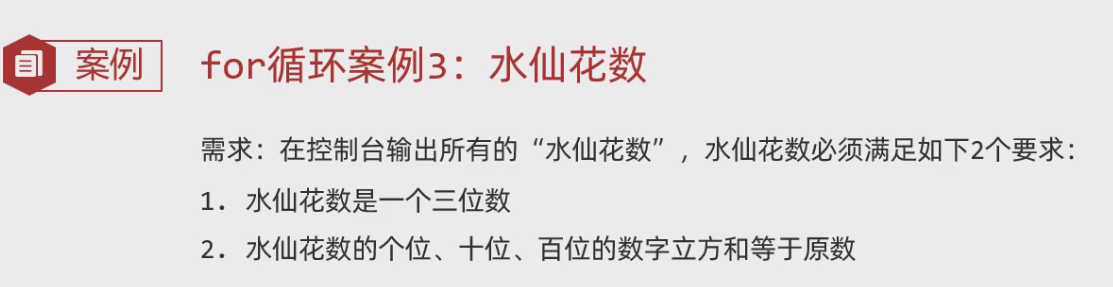 案例
for循环案例3：水仙花数
需求：在控制台输出所有的“水仙花数”，水仙花数必须满足如下2个要求：
1. 水仙花数是一个三位数
2. 水仙花数的个位、十位、百位的数字立方和等于原数